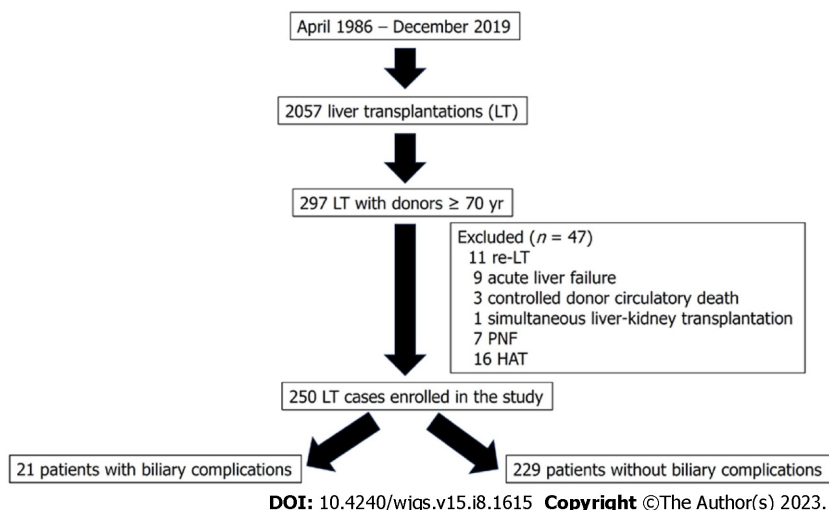 April 1986 – December 2019
2057 liver transplantations (LT)
297 LT with donors ≥ 70 yr
Excluded (n = 47)
11 re-LT
9 acute liver failure
3 controlled donor circulatory death
1 simultaneous liver-kidney transplantation
7 PNF
16 HAT
250 LT cases enrolled in the study
21 patients with biliary complications
229 patients without biliary complications
DOI: 10.4240/wjgs.v15.i8.1615 Copyright ©The Author(s) 2023.